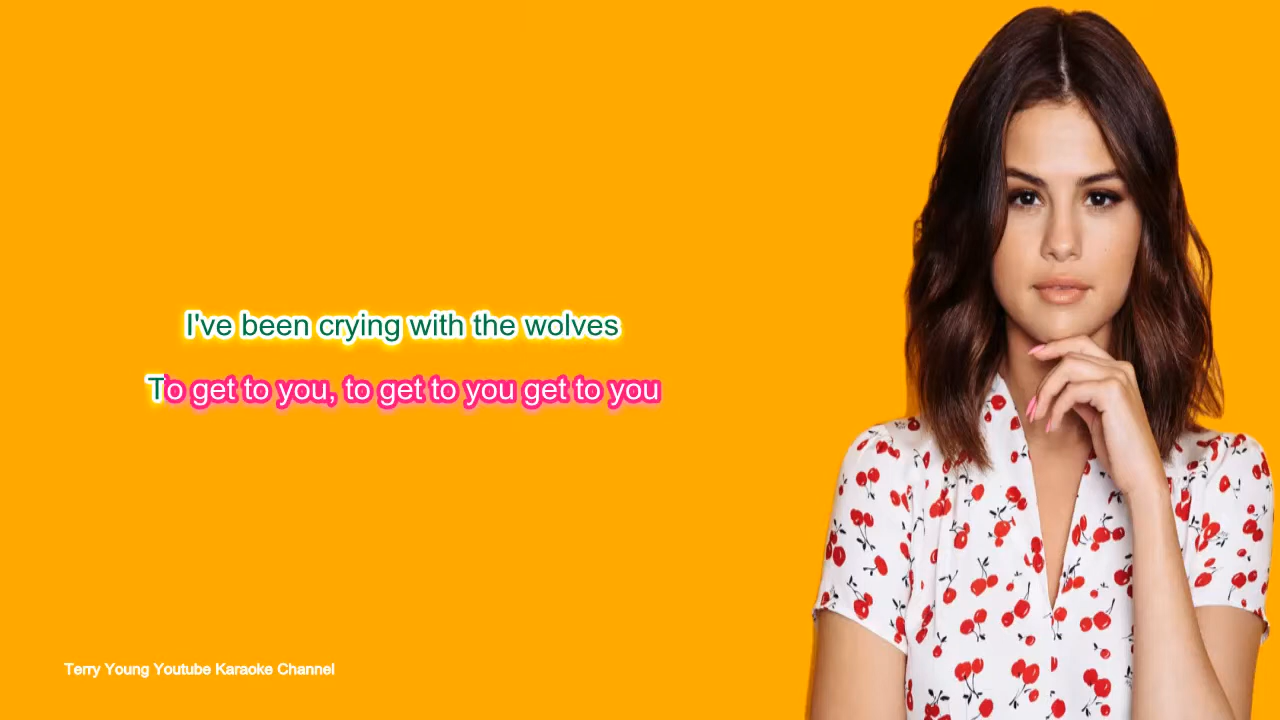 I've been crying with the wolves
To get to you, to get to you get to you
Terry Young Youtube Karaoke Channel